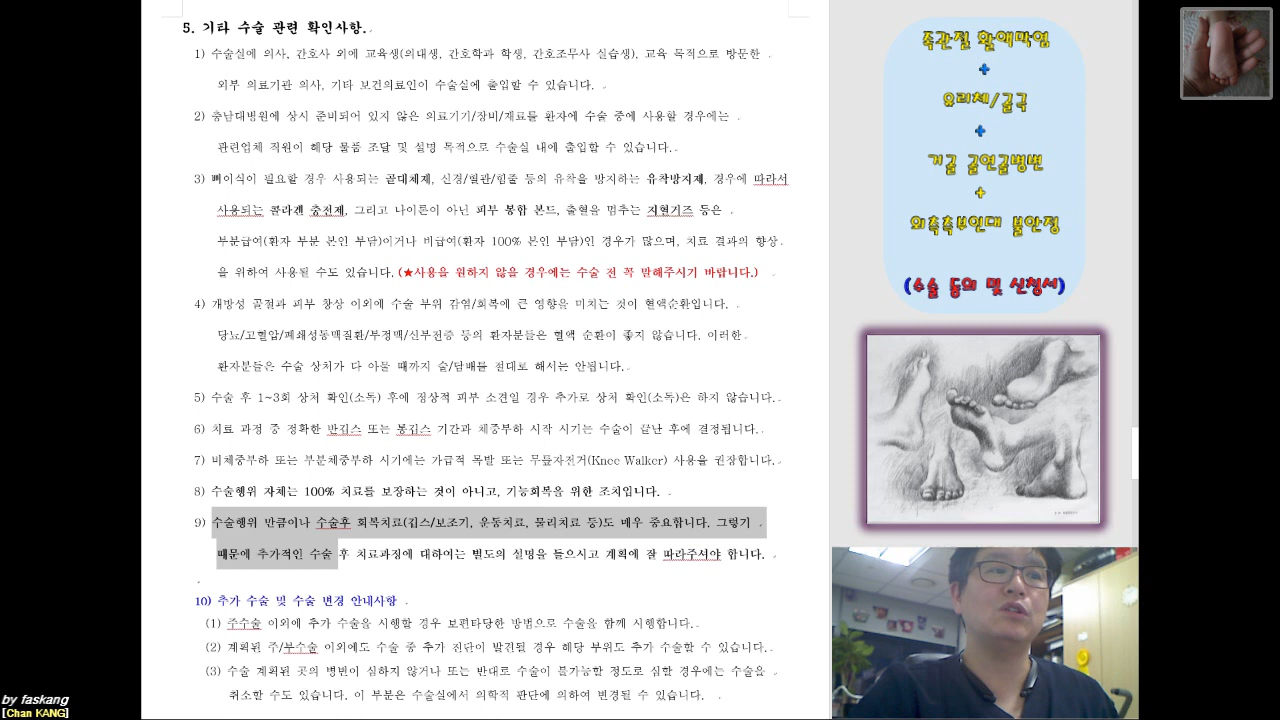 5. 기타 수술 관련 확인사항.
1) 수술실에 의사, 간호사 이외 교육생(의대생, 간호학과 학생, 간호조무사 실습생), 교육 목적으로 방문한
외부 의료기관 의사, 기타 보건의료인이 수술실에 출입할 수 있습니다.
2) 충남대병원에 상시 준비되어 있지 않은 의료기기/장비/재료를 환자에 수술 중에 사용할 경우에는
관련업체 직원이 해당 물품 조달 및 설명 목적으로 수술실 내에 출입할 수 있습니다.
3) 뼈이식이 필요할 경우 사용되는 골대체제, 신경/혈관/힘줄 등의 유착을 방지하는 유착방지제, 경우에 따라서
사용되는 콜라겐 충전제, 그리고 나이론이 아닌 피부 봉합 본드, 출혈을 멈추는 지혈거즈 등은
부분급여(환자 부분 본인 부담)이거나 비급여(환자 100% 본인 부담)인 경우가 많으며, 치료 결과의 향상
을 위하여 사용될 수도 있습니다. (★사용을 원하지 않을 경우에는 수술 전 꼭 말해주시기 바랍니다.)
4) 개방성 골절과 피부 손상 이외에 수술 부위 감염/회복에 큰 영향을 미치는 것이 혈액순환입니다.
당뇨/고혈압/폐쇄성동맥질환/부정맥/신부전증 등의 환자분들은 혈액 순환이 좋지 않습니다. 이러한
환자분들은 수술 상처가 다 아물 때까지 술/담배를 절대로 해서는 안됩니다.
5) 수술 후 1~3회 상처 확인(소독) 후에 정상적 피부 소견일 경우 추가로 상처 확인(소독)은 하지 않습니다.
6) 치료 과정 중 정확한 반깁스 또는 통깁스 기간과 체중부하 시작 시기는 수술이 끝난 후에 결정됩니다.
7) 비체중부하 또는 부분체중부하 시기에는 가급적 목발 또는 무릎자전거(Knee Walker) 사용을 권장합니다.
8) 수술행위 자체는 100% 치료를 보장하는 것이 아니고, 기능회복을 위한 조치입니다.
9) 수술행위 만큼이나 수술후 회복치료(깁스/보조기, 운동치료, 물리치료 등)도 매우 중요합니다. 그렇기
때문에 추가적인 수술 후 치료과정에 대하여는 별도의 설명을 들으시고 계획에 잘 따라주셔야 합니다.
10) 추가 수술 및 수술 변경 안내사항
(1) 주수술 이외에 추가 수술을 시행할 경우 보편타당한 방법으로 수술을 함께 시행합니다.
(2) 계획된 주/부수술 이외에도 수술 중 추가 진단이 발견될 경우 해당 부위도 추가 수술할 수 있습니다.
(3) 수술 계획된 곳의 병변이 심하지 않거나 또는 반대로 수술이 불가능할 정도로 심할 경우에는 수술을
취소할 수도 있습니다. 이 부분은 수술실에서 의학적 판단에 의하여 변경될 수 있습니다.
족관절 활액막염
+
유리체/골극
+
거골 골연골병변
+
외측측부인대 불안정
(수술 동의 및 신청서)
by faskang
[Chan KANG]